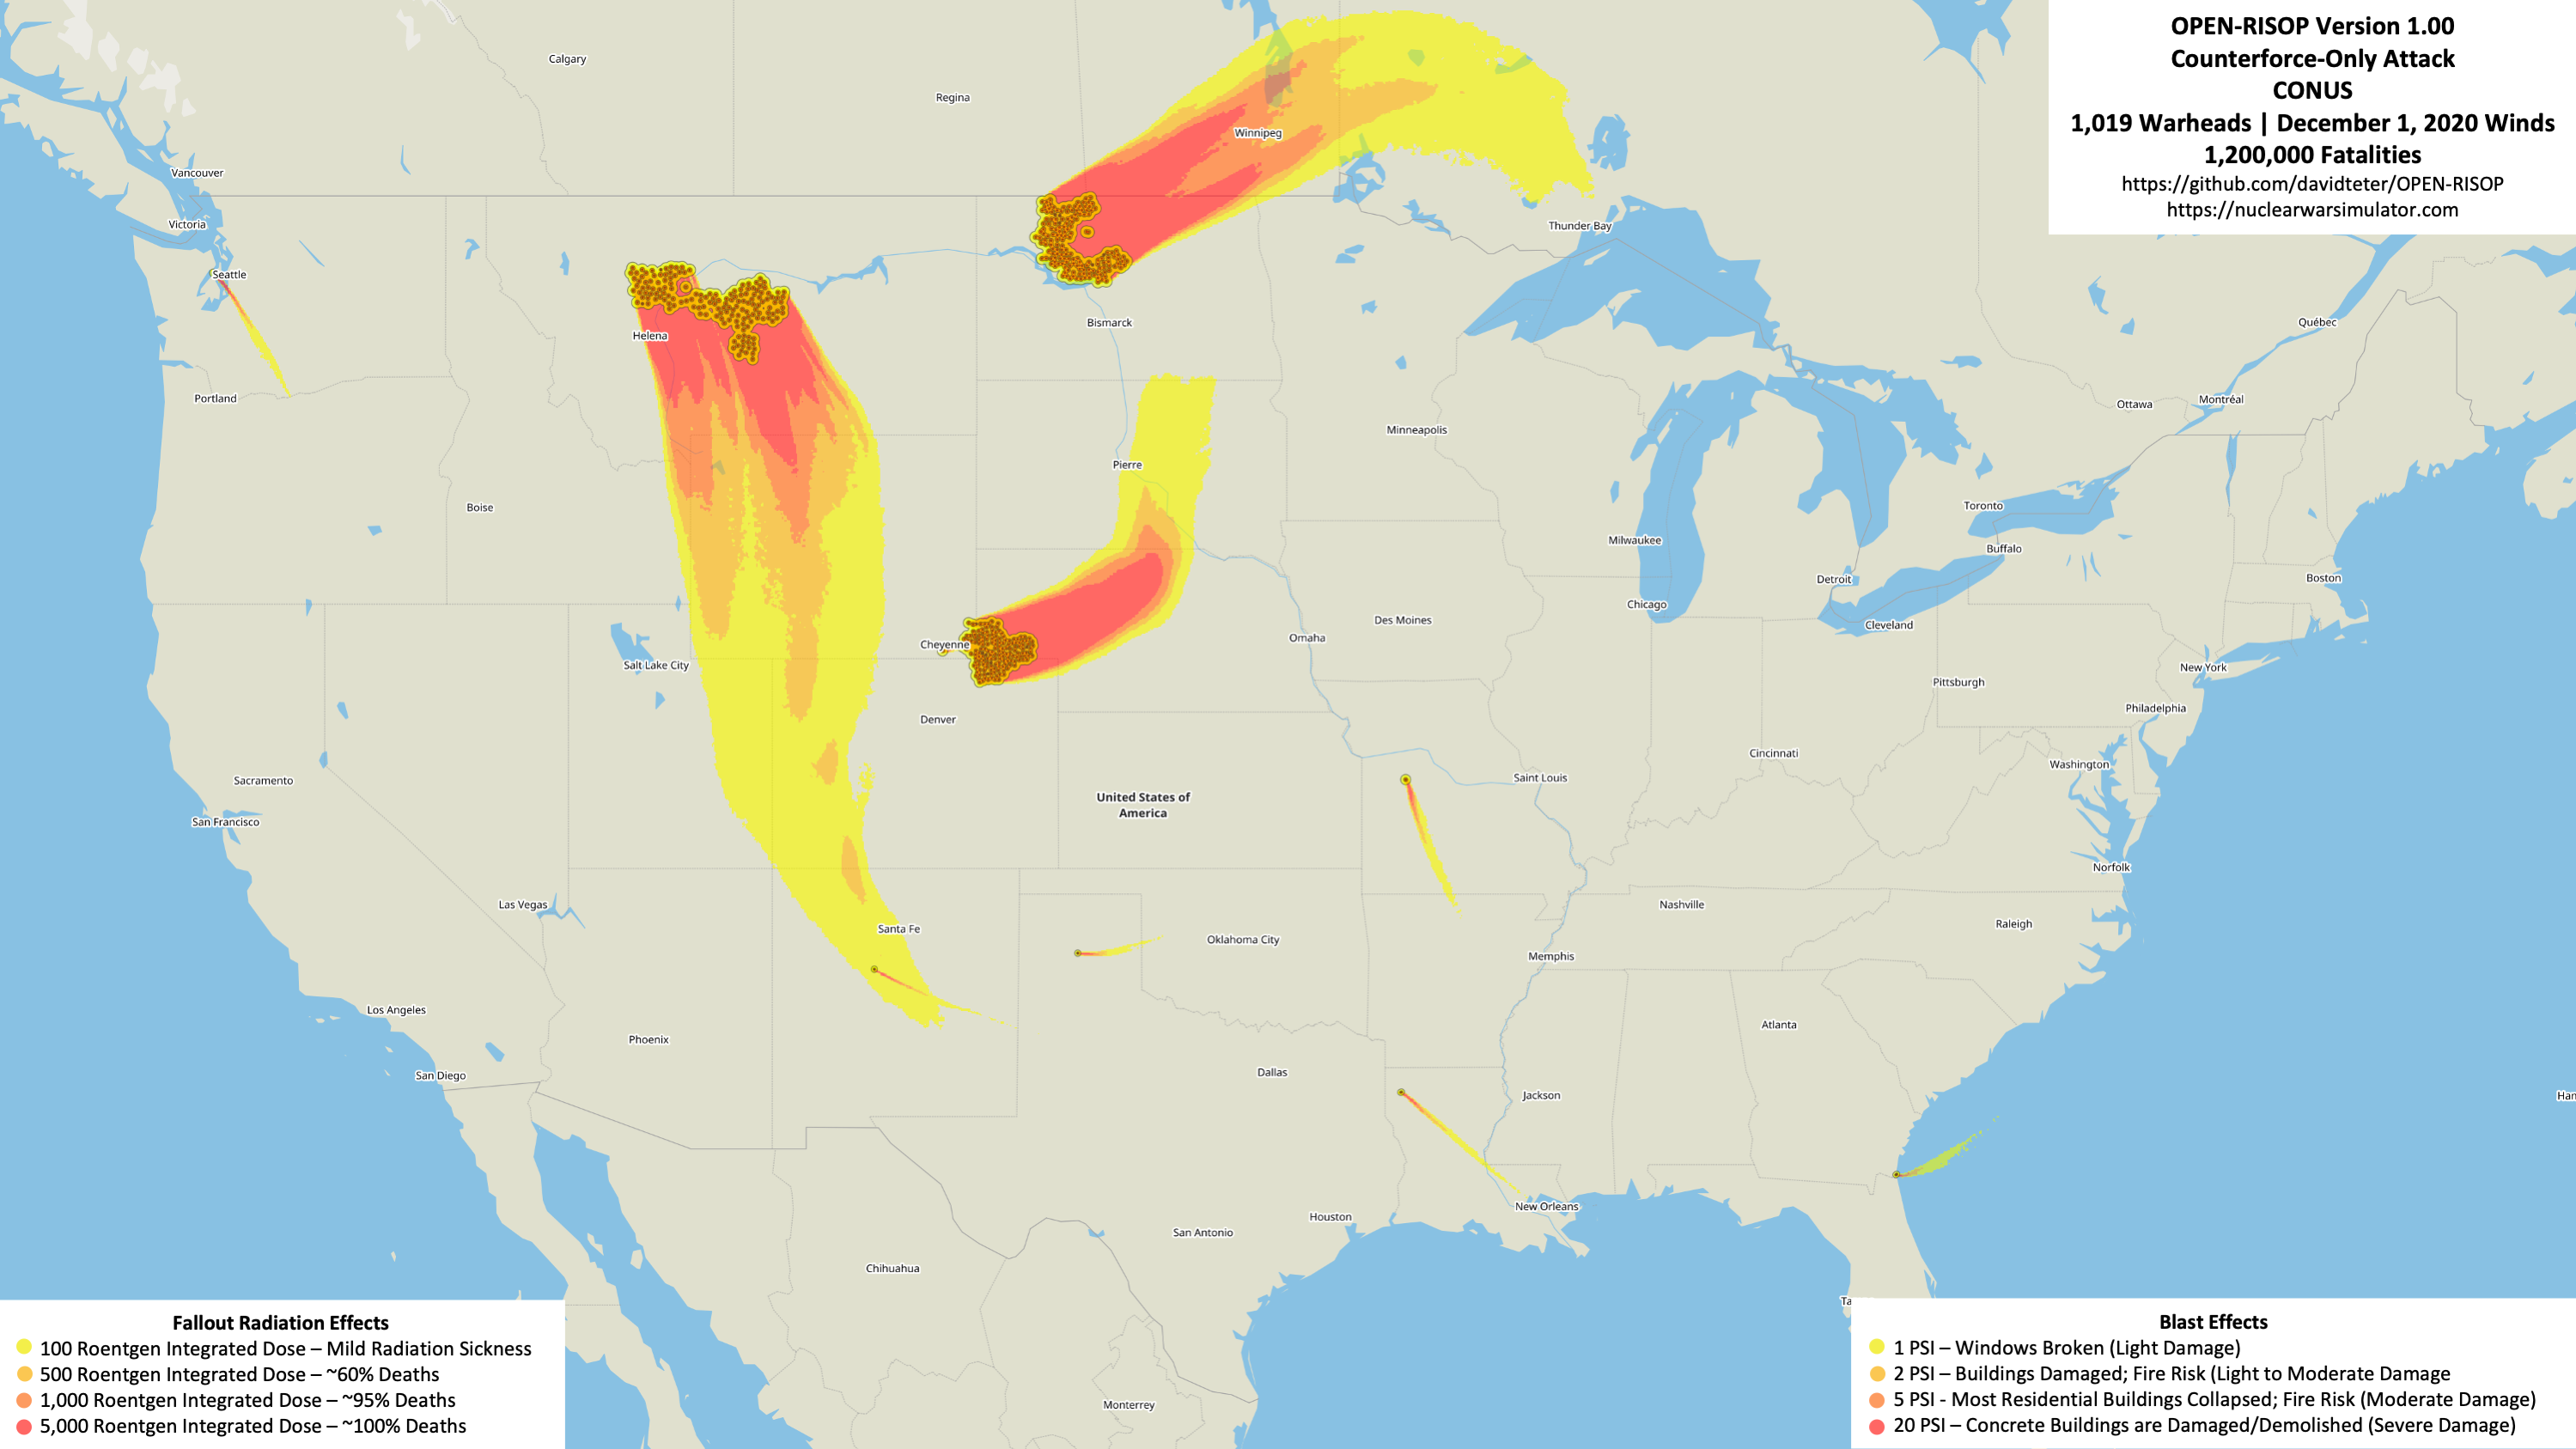 OPEN-RISOP Version 1.00
Counterforce-Only Attack
CONUS
1,019 Warheads | December 1, 2020 Winds
1,200,000 Fatalities
https://github.com/davidteter/OPEN-RISOP
https://nuclearwarsimulator.com
Calgary
Regina
Winnipeg
Vancouver
Victoria
Thunder Bay
Seattle
Bismarck
Québec
Helena
Portland
Montréal
Ottawa
Minneapolis
Pierre
Boise
Toronto
Milwaukee
Buffalo
Detroit
Boston
Chicago
Des Moines
Cleveland
Omaha
Cheyenne
Salt Lake City
New York
Pittsburgh
Philadelphia
Denver
Cincinnati
Washington
Saint Louis
Sacramento
United States of
America
San Francisco
Norfolk
Las Vegas
Nashville
Raleigh
Santa Fe
Oklahoma City
Memphis
Los Angeles
Atlanta
Phoenix
Dallas
San Diego
Jackson
Han
New Orleans
Houston
San Antonio
Chihuahua
Ta
Monterrey
Fallout Radiation Effects
100 Roentgen Integrated Dose – Mild Radiation Sickness
500 Roentgen Integrated Dose – ~60% Deaths
1,000 Roentgen Integrated Dose – ~95% Deaths
5,000 Roentgen Integrated Dose – ~100% Deaths
Blast Effects
1 PSI – Windows Broken (Light Damage)
2 PSI – Buildings Damaged; Fire Risk (Light to Moderate Damage
5 PSI - Most Residential Buildings Collapsed; Fire Risk (Moderate Damage)
20 PSI – Concrete Buildings are Damaged/Demolished (Severe Damage)